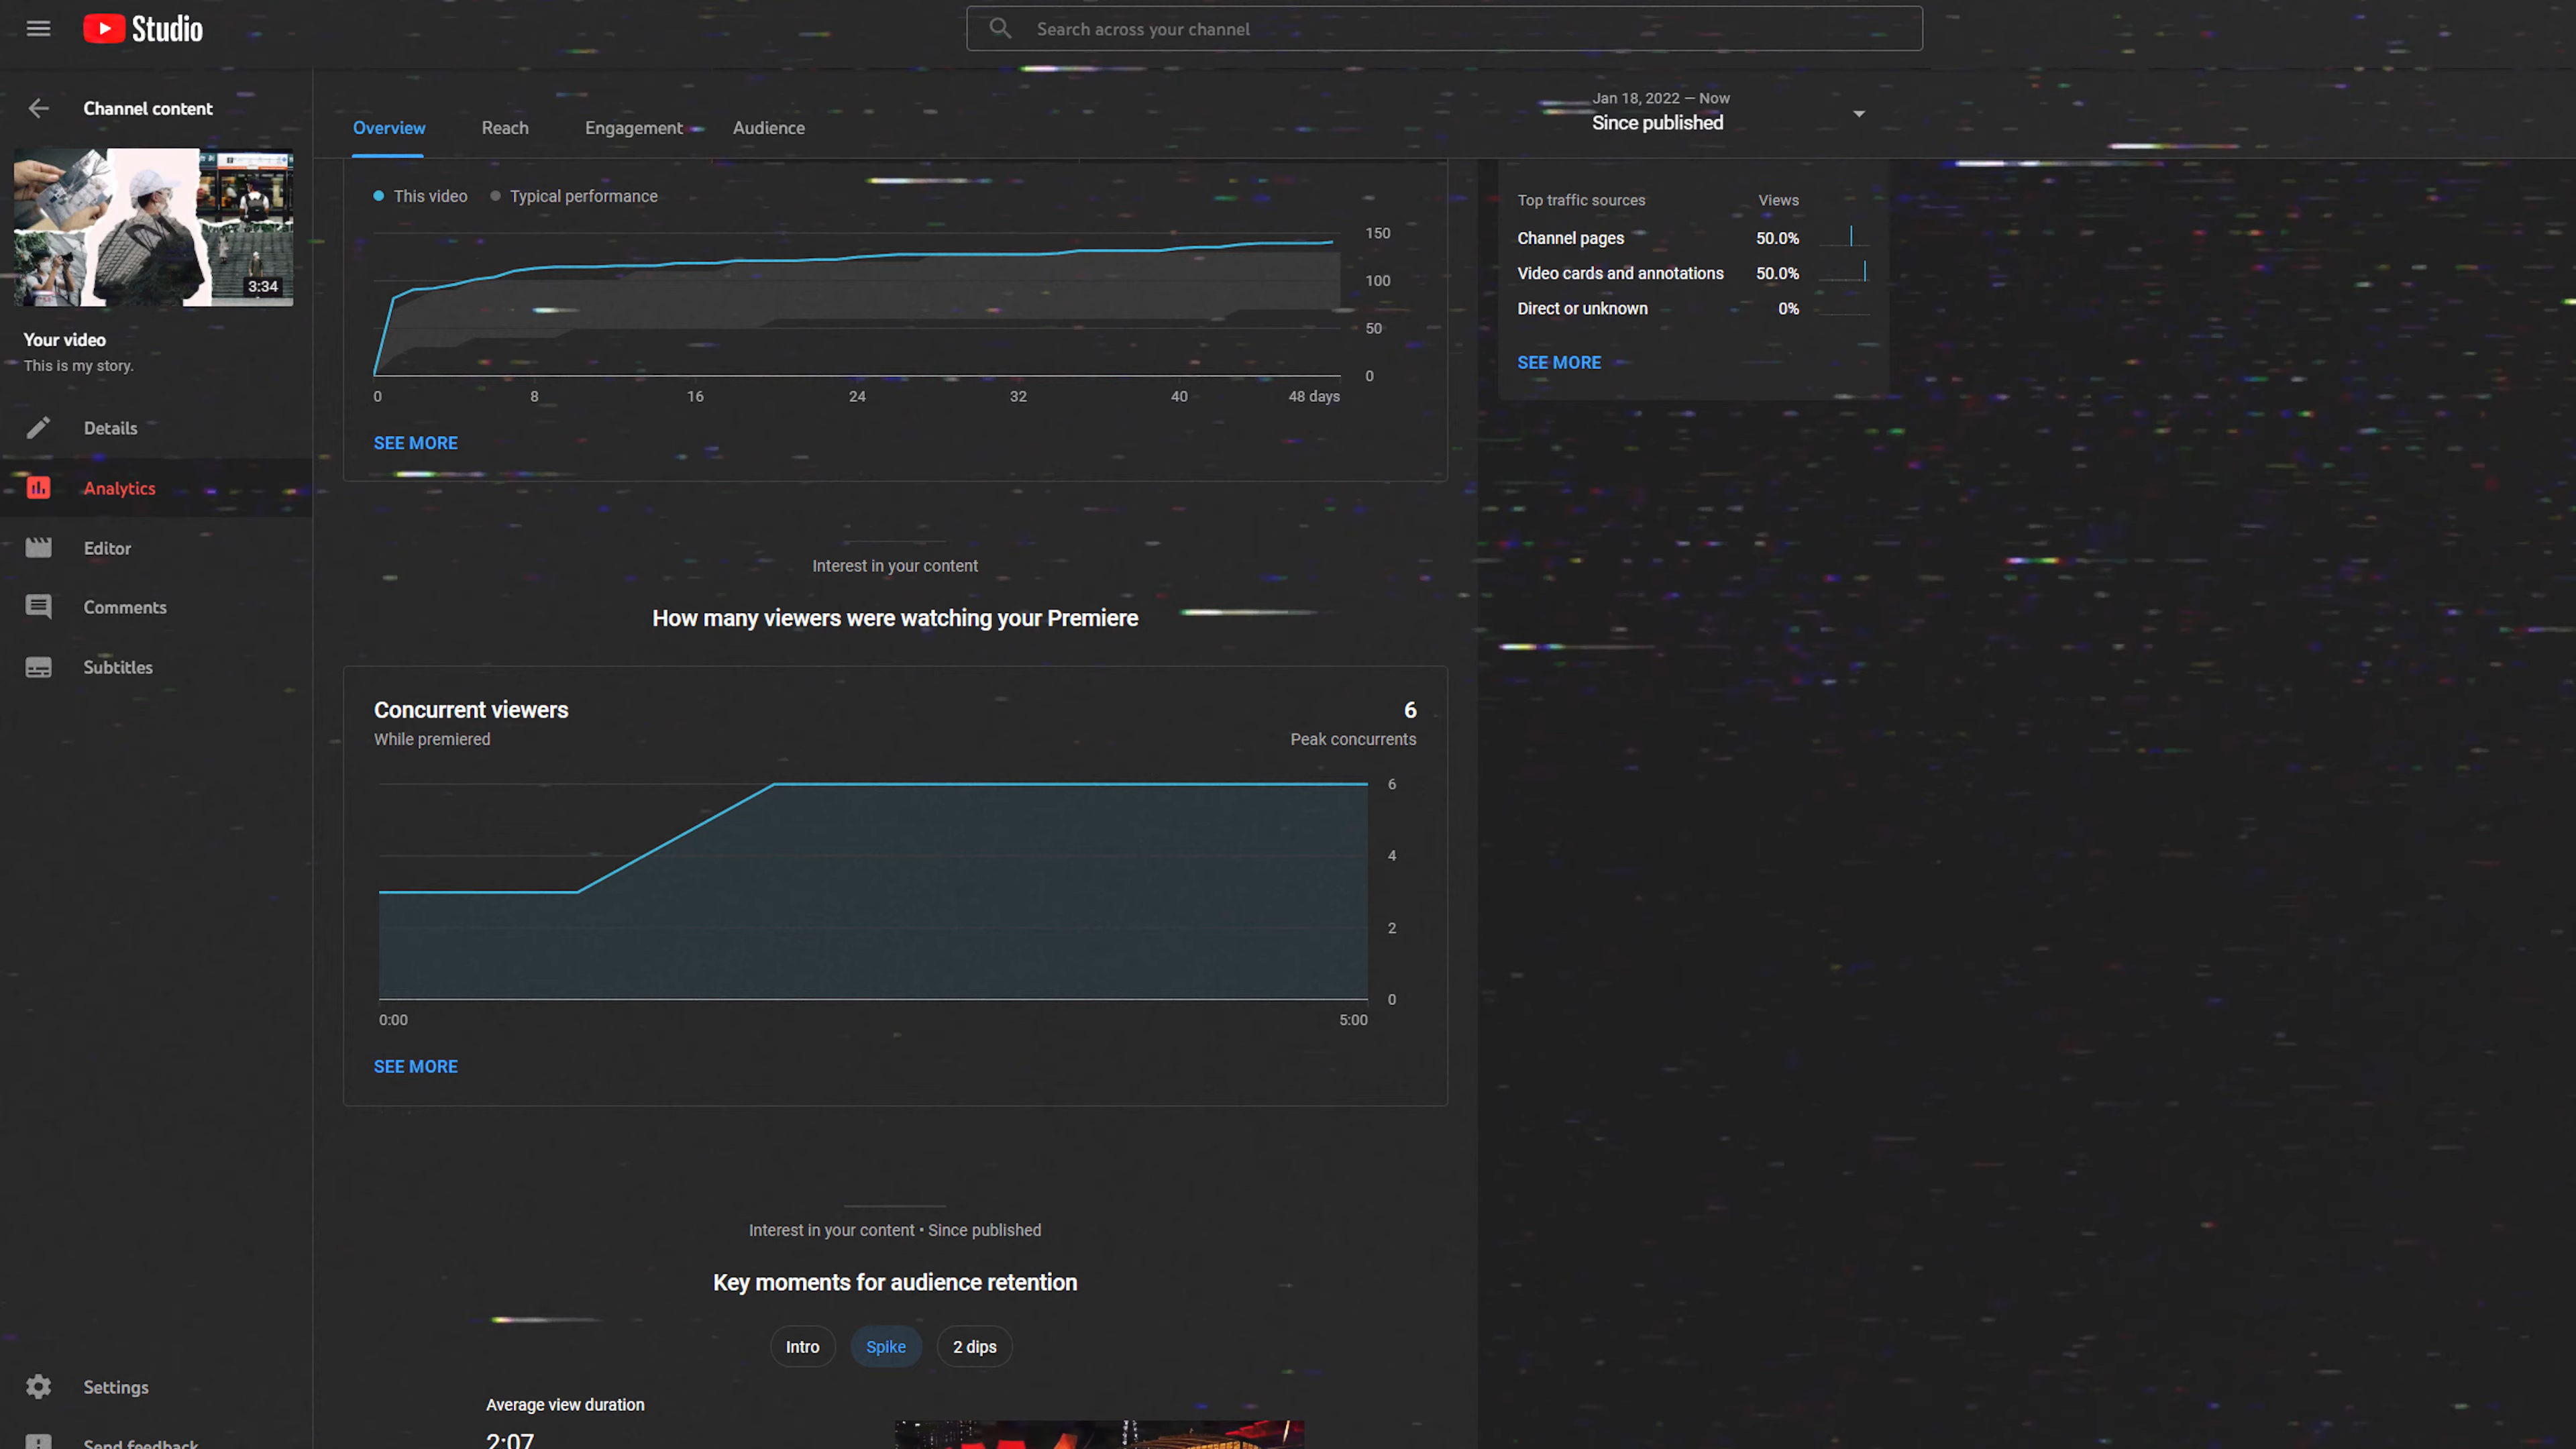 Studio
Search across your channel
Channel content
3:34
Your video
This is my story.
Details
Analytics
Editor
Comments
Subtitles
Settings
Send feedback
Overview
Reach
Engagement
Audience
Jan 18, 2022 – Now
Since published
This video
Typical performance
150
100
50
0
0
8
16
24
32
40
48 days
SEE MORE
Top traffic sources
Views
Channel pages
50.0%
Video cards and annotations
50.0%
Direct or unknown
0%
SEE MORE
Interest in your content
How many viewers were watching your Premiere
Concurrent viewers
6
While premiered
Peak concurrents
6
4
2
0
0:00
5:00
SEE MORE
Interest in your content • Since published
Key moments for audience retention
Intro
Spike
2 dips
Average view duration
2:07